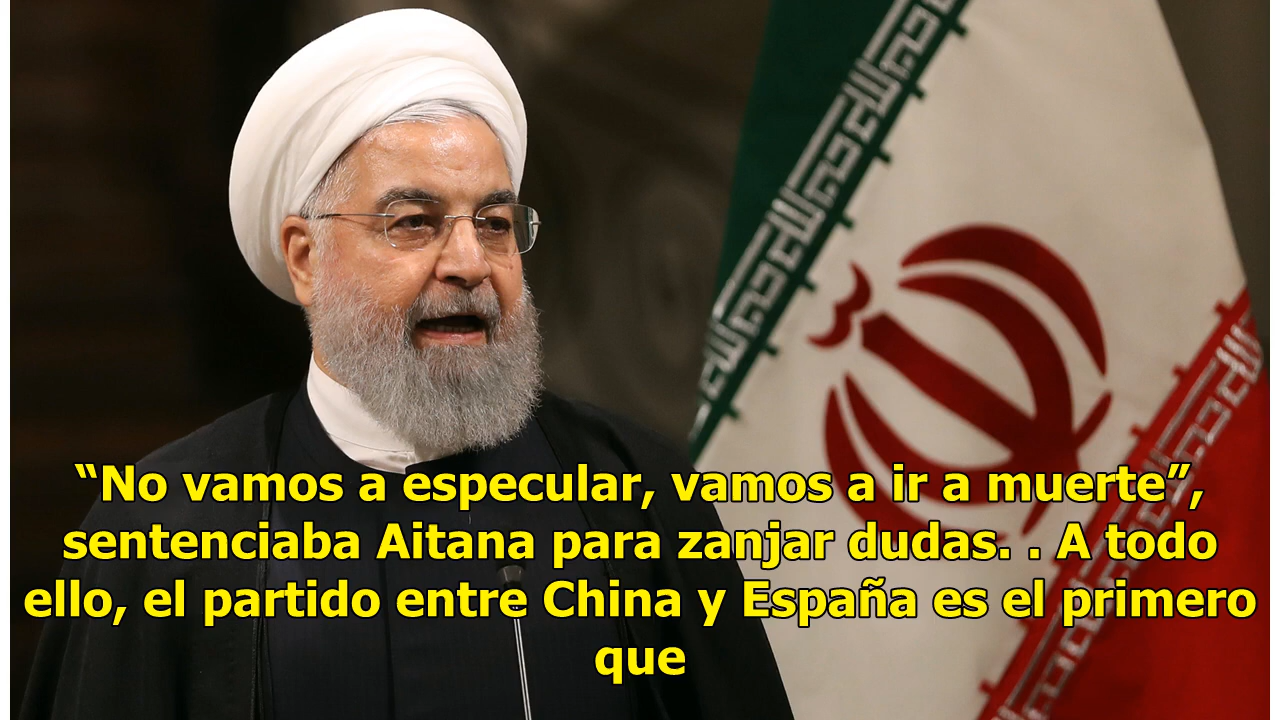 “No vamos a especular, vamos a ir a muerte”,
sentenciaba Aitana para zanjar dudas. . A todo
ello, el partido entre China y España es el primero
que